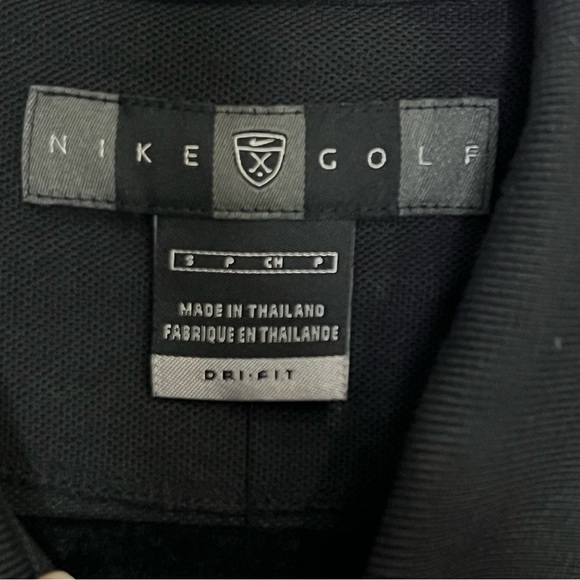 NIKE GOLF
S P CH P
MADE IN THAILAND
FABRIQUE EN THAILANDE
DRI·FIT